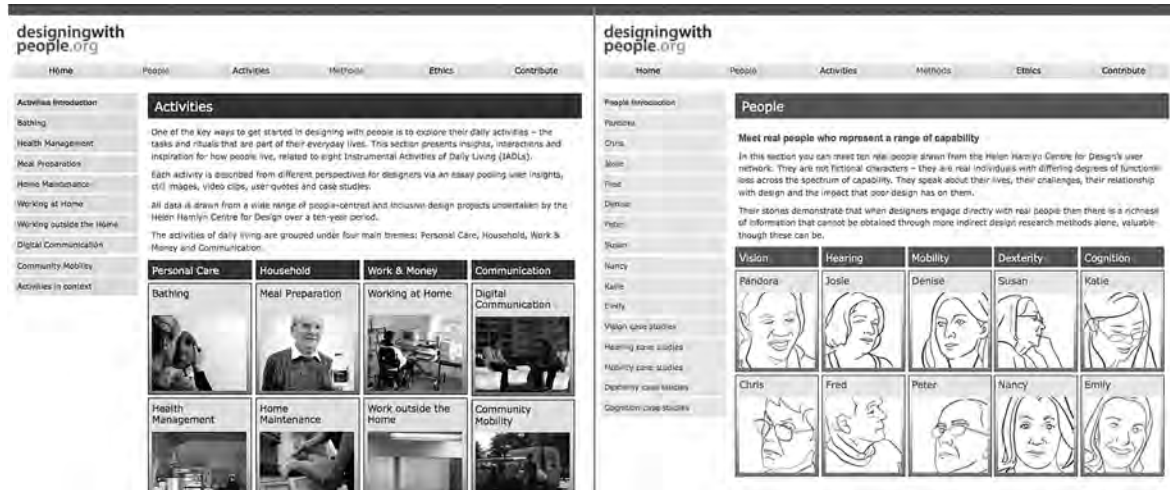 designingwith
people.org
Home People Activities Methods Ethics Contribute
Activities Introduction
Bathing
Health Management
Meal Preparation
Home Maintenance
Working at Home
Working outside the Home
Digital Communication
Community Mobility
Activities in context
Activities
One of the key ways to get started in designing with people is to explore their daily activities – the
tasks and rituals that are part of their everyday lives. This section presents insights, interactions and
inspiration for how people live, related to eight Instrumental Activities of Daily Living (IADLs).
Each activity is described from different perspectives for designers via an essay pooling user insights,
still images, video clips, user quotes and case studies.
All data is drawn from a wide range of people-centred and inclusive design projects undertaken by the
Helen Hamlyn Centre for Design over a ten-year period.
The activities of daily living are grouped under four main themes: Personal Care, Household, Work &
Money and Communication.
Personal Care Household Work & Money Communication
Bathing Meal Preparation Working at Home Digital
Communication
Health
Management
Home
Maintenance
Work outside the
Home
Community
Mobility
designingwith
people.org
Home People Activities Methods Ethics Contribute
People Introduction
Pandora
Chris
Josie
Fred
Denise
Peter
Susan
Nancy
Katie
Emily
Vision case studies
Hearing case studies
Mobility case studies
Dexterity case studies
Cognition case studies
People
Meet real people who represent a range of capability
In this section you can meet ten real people drawn from the Helen Hamlyn Centre for Design's user
network. They are not fictional characters – they are real individuals with differing degrees of functional
loss across the spectrum of capability. They speak about their lives, their challenges, their relationship
with design and the impact that poor design has on them.
Their stories demonstrate that when designers engage directly with real people then there is a richness
of information that cannot be obtained through more indirect design research methods alone, valuable
though these can be.
Vision Hearing Mobility Dexterity Cognition
Pandora Josie Denise Susan Katie
Chris Fred Peter Nancy Emily